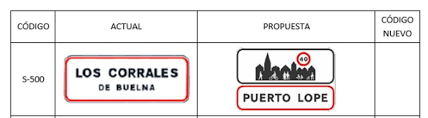 CÓDIGO ACTUAL PROPUESTA CÓDIGO NUEVO
S-500
LOS CORRALES
DE BUELNA
40
PUERTO LOPE